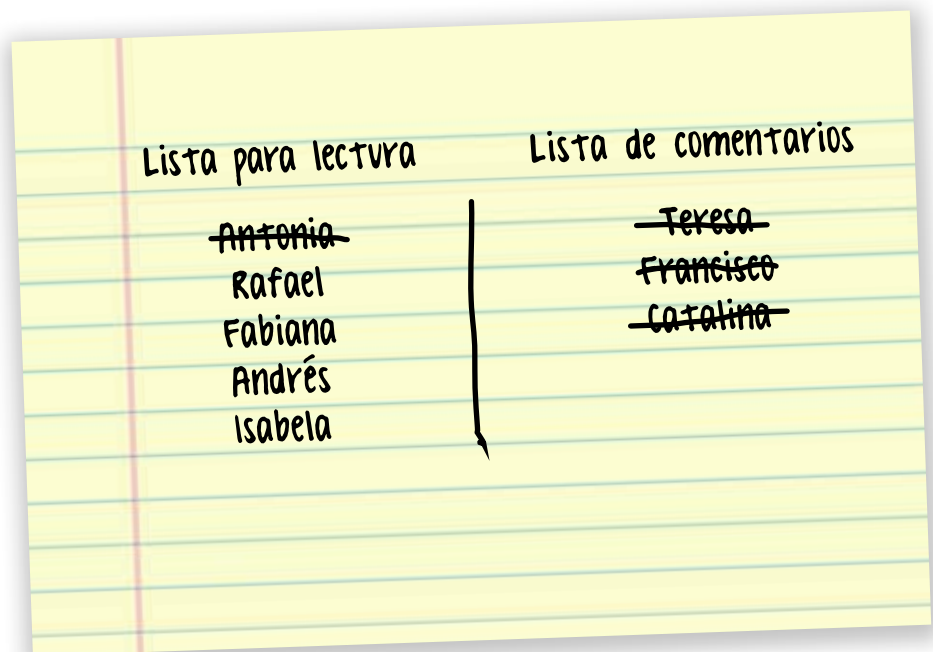 Lista para lectura
Antonia
Rafael
Fabiana
Andrés
Isabela
Lista de comentarios
Teresa
Francisco
Catalina